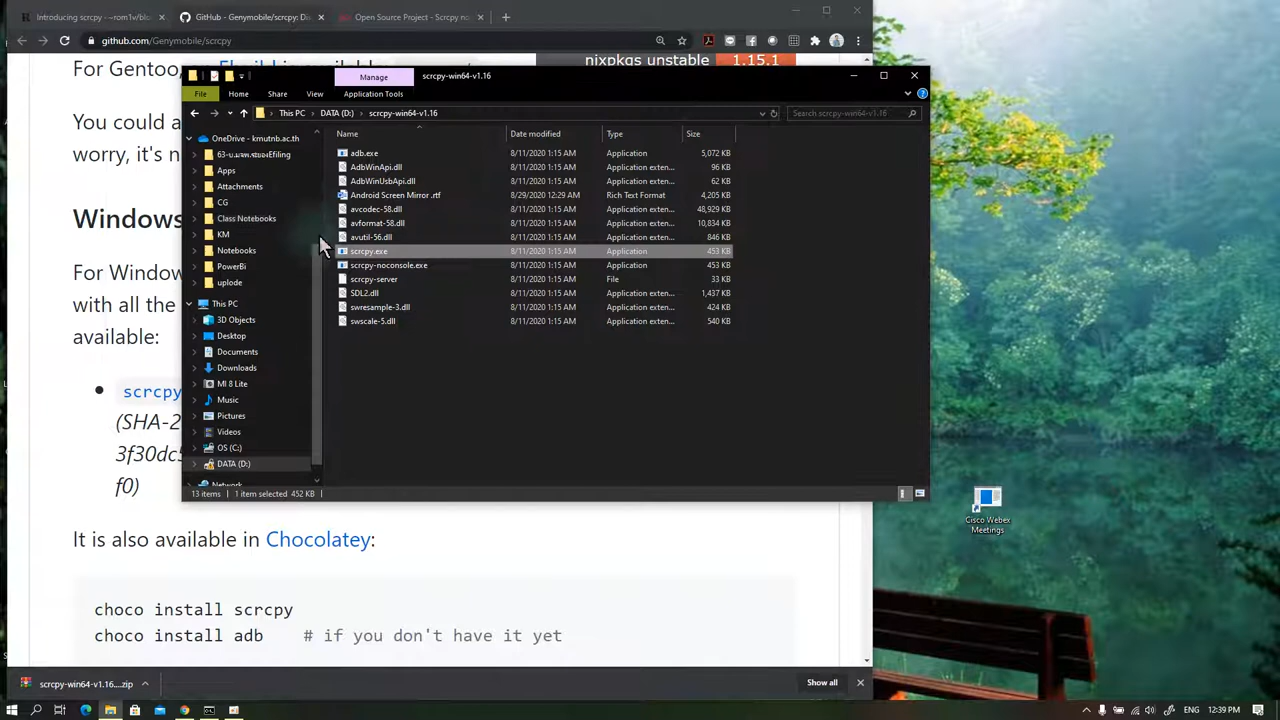 Introducing scrcpy - ~rom1v/blo
GitHub - Genymobile/scrcpy: Di
Open Source Project - Scrcpy no
github.com/Genymobile/scrcpy
For Gentoo,
nixpkgs unstable 1.15.1
You could a
worry, it's n
Windows
For Window
with all the
available:
scrcpy
(SHA-2
3f30dc5
f0)
It is also available in Chocolatey:
choco install scrcpy
choco install adb # if you don't have it yet
Manage
scrcpy-win64-v1.16
File
Home
Share
View
Application Tools
This PC
DATA (D:)
scrcpy-win64-v1.16
Search scrcpy-win64-v1.16
OneDrive - kmutnb.ac.th
Apps
Attachments
CG
Class Notebooks
KM
Notebooks
PowerBi
uplode
This PC
3D Objects
Desktop
Documents
Downloads
MI 8 Lite
Music
Pictures
Videos
OS (C:)
DATA (D:)
Network
Name Date modified Type Size
adb.exe 8/11/2020 1:15 AM Application 5,072 KB
AdbWinApi.dll 8/11/2020 1:15 AM Application exten... 96 KB
AdbWinUsbApi.dll 8/11/2020 1:15 AM Application exten... 62 KB
Android Screen Mirror .rtf 8/29/2020 12:29 AM Rich Text Format 4,205 KB
avcodec-58.dll 8/11/2020 1:15 AM Application exten... 48,929 KB
avformat-58.dll 8/11/2020 1:15 AM Application exten... 10,834 KB
avutil-56.dll 8/11/2020 1:15 AM Application exten... 846 KB
scrcpy.exe 8/11/2020 1:15 AM Application 453 KB
scrcpy-noconsole.exe 8/11/2020 1:15 AM Application 453 KB
scrcpy-server 8/11/2020 1:15 AM File 33 KB
SDL2.dll 8/11/2020 1:15 AM Application exten... 1,437 KB
swresample-3.dll 8/11/2020 1:15 AM Application exten... 424 KB
swscale-5.dll 8/11/2020 1:15 AM Application exten... 540 KB
13 items 1 item selected 452 KB
Cisco Webex
Meetings
scrcpy-win64-v1.16....zip
Show all
ENG 12:39 PM